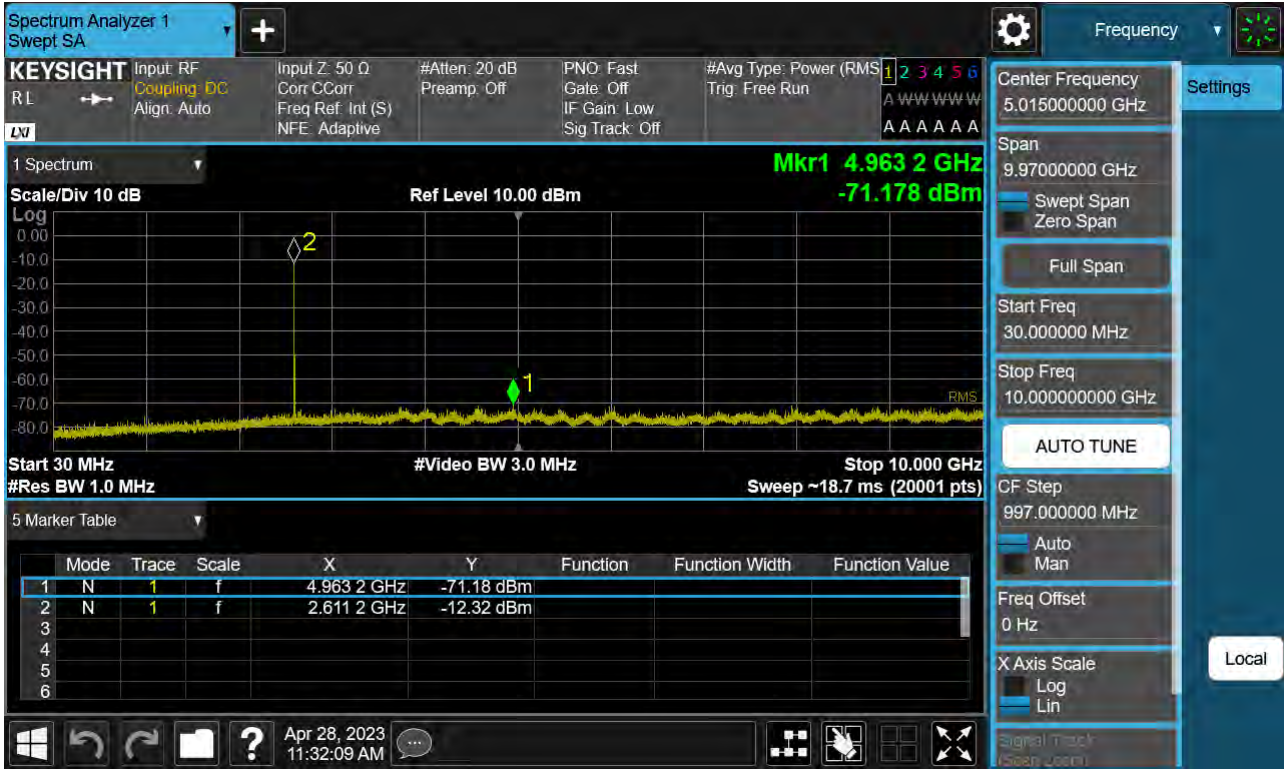 Spectrum Analyzer 1
Swept SA
+
Frequency
KEYSIGHT
RL
LXI
Input: RF
Coupling: DC
Align: Auto
Input Z: 50 Ω
Corr CCorr
Freq Ref: Int (S)
NFE: Adaptive
#Atten: 20 dB
Preamp: Off
PNO: Fast
Gate: Off
IF Gain: Low
Sig Track: Off
#Avg Type: Power (RMS
Trig: Free Run
1 2 3 4 5 6
A W W W W W
A A A A A A
1 Spectrum
Scale/Div 10 dB
Ref Level 10.00 dBm
Mkr1 4.963 2 GHz
-71.178 dBm
Log
0.00
-10.0
-20.0
-30.0
-40.0
-50.0
-60.0
-70.0
-80.0
2
1
RMS
Start 30 MHz
#Video BW 3.0 MHz
Stop 10.000 GHz
#Res BW 1.0 MHz
Sweep ~18.7 ms (20001 pts)
5 Marker Table
Mode Trace Scale X Y Function Function Width Function Value
1 N 1 f 4.963 2 GHz -71.18 dBm
2 N 1 f 2.611 2 GHz -12.32 dBm
3
4
5
6
?
Apr 28, 2023
11:32:09 AM
Center Frequency
5.015000000 GHz
Settings
Span
9.97000000 GHz
Swept Span
Zero Span
Full Span
Start Freq
30.000000 MHz
Stop Freq
10.000000000 GHz
AUTO TUNE
CF Step
997.000000 MHz
Auto
Man
Freq Offset
0 Hz
X Axis Scale
Log
Lin
Local
Signal Track
(Span Zoom)